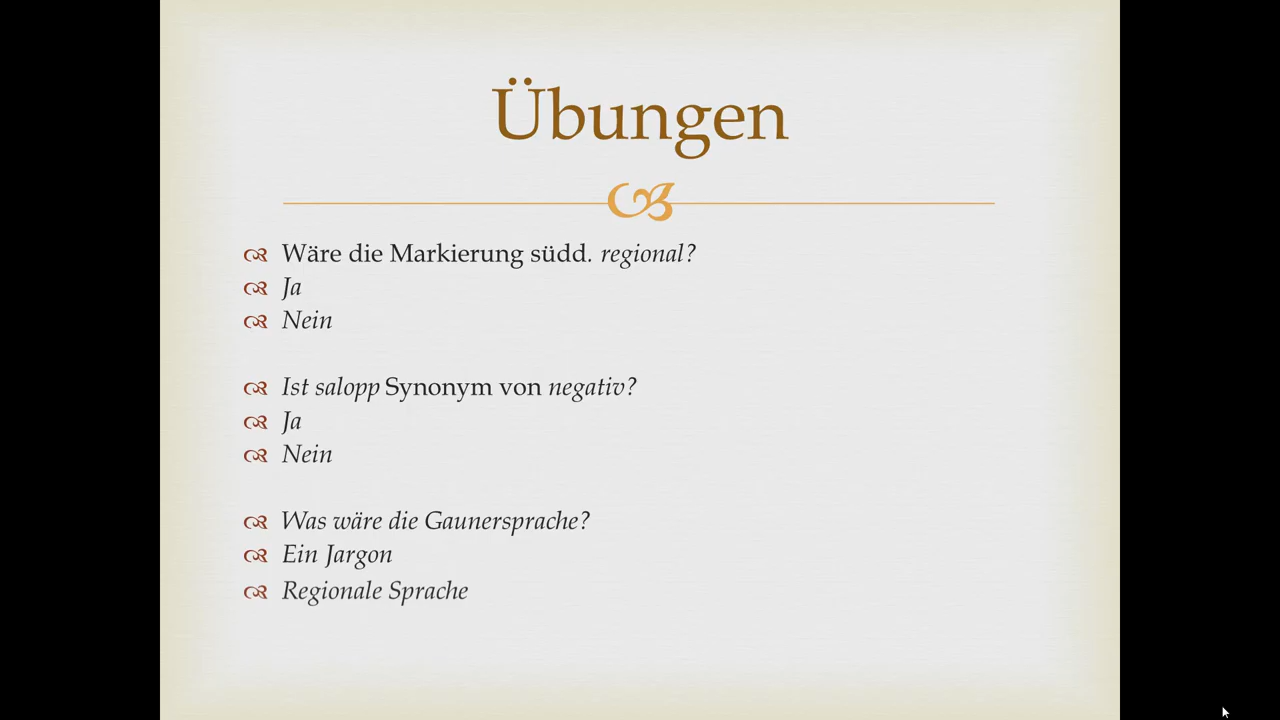 Übungen
Wäre die Markierung südd. regional?
Ja
Nein
Ist salopp Synonym von negativ?
Ja
Nein
Was wäre die Gaunersprache?
Ein Jargon
Regionale Sprache